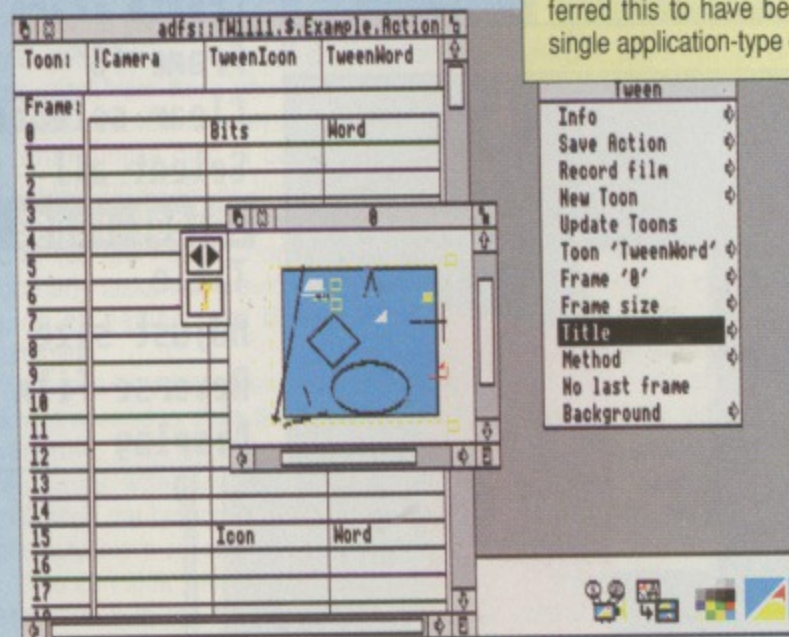 ferred this to have be
single application-type
adfs::TW1111.$.Example.Action
Toon: !Camera TweenIcon TweenWord
Frame:
0 Bits Word
1
2
3
4
5
6
7
8
9
10
11
12
13
14
15 Icon Word
16
17
18
0
Tween
Info
Save Action
Record film
New Toon
Update Toons
Toon 'TweenWord'
Frame '0'
Frame size
Title
Method
No last frame
Background